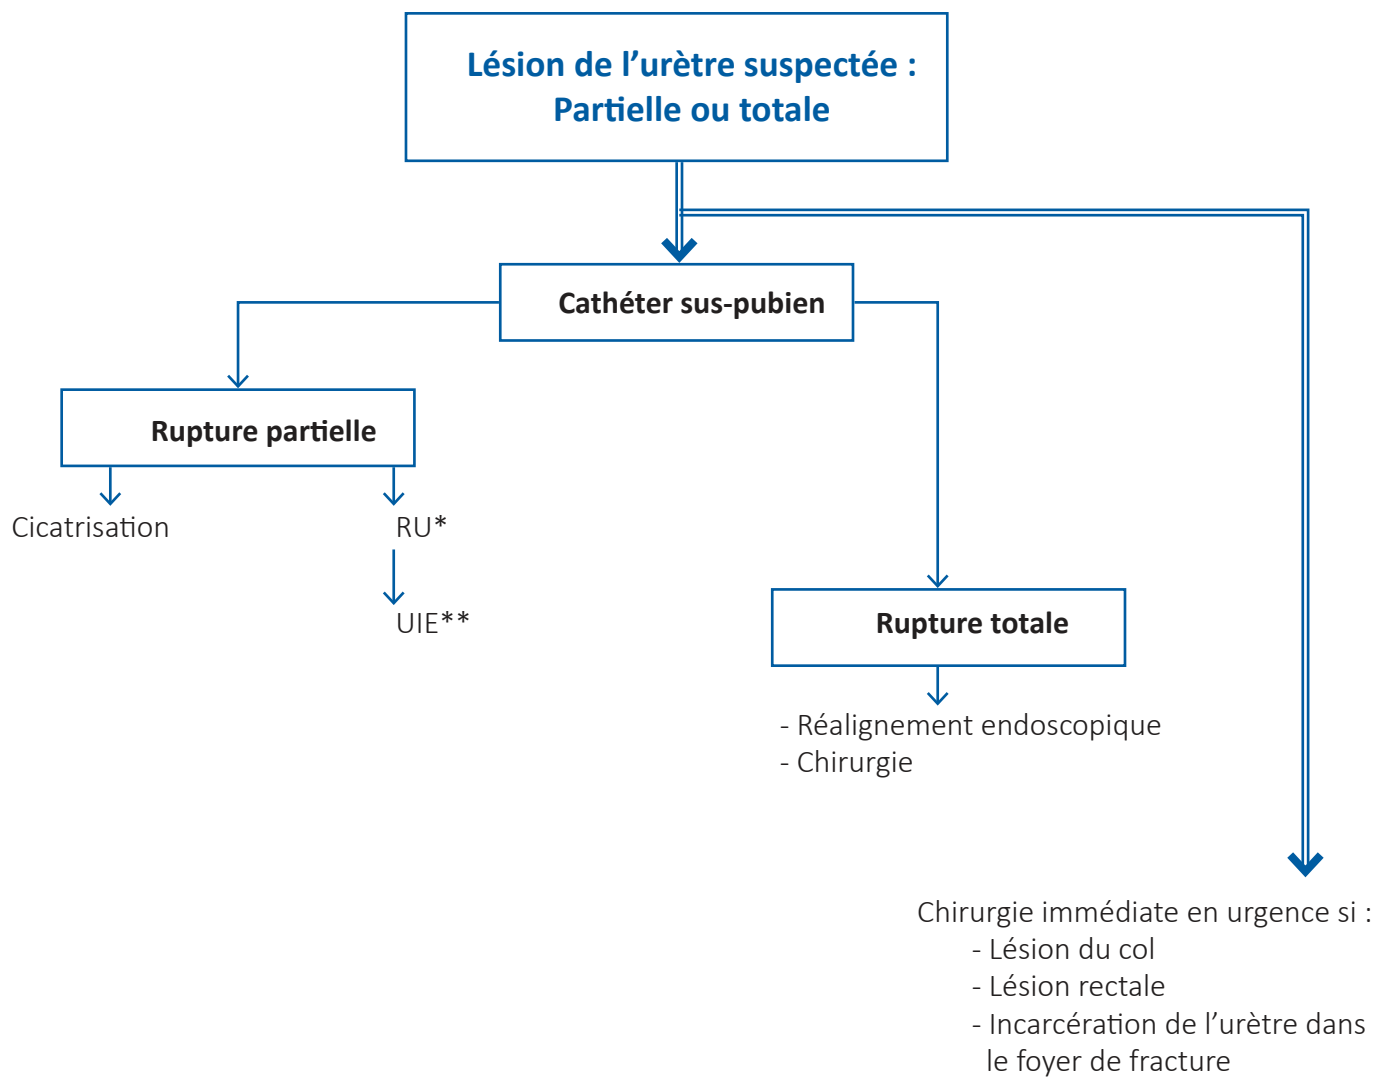 Lésion de l’urètre suspectée :
Partielle ou totale
Cathéter sus-pubien
Rupture partielle
Cicatrisation
RU*
UIE**
Rupture totale
- Réalignement endoscopique
- Chirurgie
Chirurgie immédiate en urgence si :
- Lésion du col
- Lésion rectale
- Incarcération de l’urètre dans
le foyer de fracture